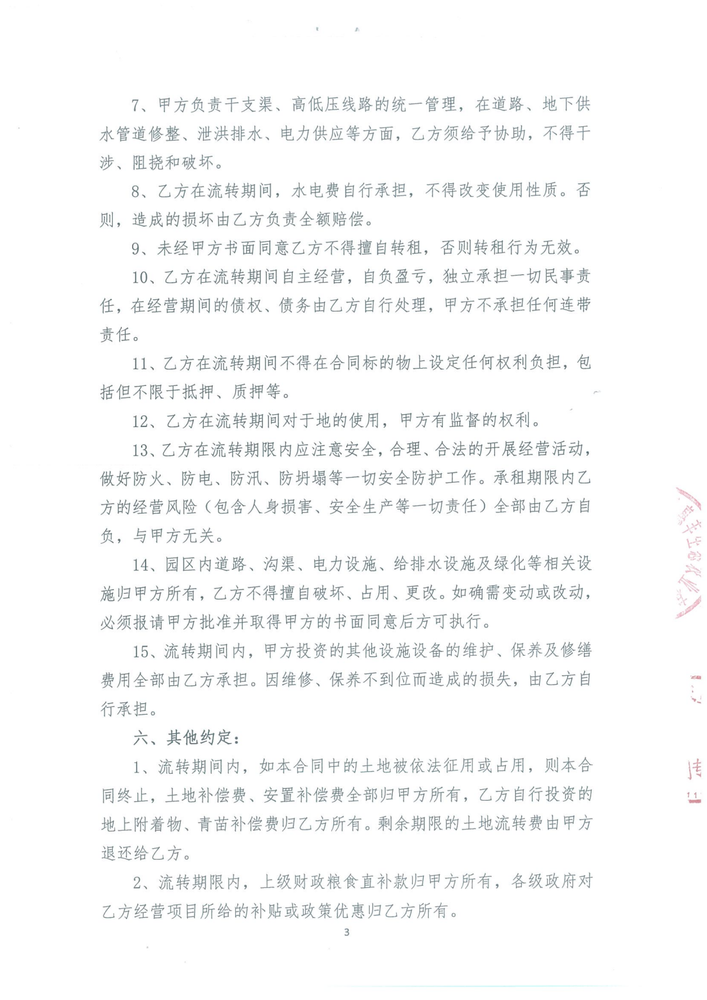 7、甲方负责干支渠、高低压线路的统一管理，在道路、地下供
水管道修整、泄洪排水、电力供应等方面，乙方须给予协助，不得干
涉、阻挠和破坏。
8、乙方在流转期间，水电费自行承担，不得改变使用性质。否
则，造成的损坏由乙方负责全额赔偿。
9、未经甲方书面同意乙方不得擅自转租，否则转租行为无效。
10、乙方在流转期间自主经营，自负盈亏，独立承担一切民事责
任，在经营期间的债权、债务由乙方自行处理，甲方不承担任何连带
责任。
11、乙方在流转期间不得在合同标的物上设定任何权利负担，包
括但不限于抵押、质押等。
12、乙方在流转期间对于地的使用，甲方有监督的权利。
13、乙方在流转期限内应注意安全，合理、合法的开展经营活动，
做好防火、防电、防汛、防坍塌等一切安全防护工作。承租期限内乙
方的经营风险（包含人身损害、安全生产等一切责任）全部由乙方自
负，与甲方无关。
14、园区内道路、沟渠、电力设施、给排水设施及绿化等相关设
施归甲方所有，乙方不得擅自破坏、占用、更改。如确需变动或改动，
必须报请甲方批准并取得甲方的书面同意后方可执行。
15、流转期间内，甲方投资的其他设施设备的维护、保养及修缮
费用全部由乙方承担。因维修、保养不到位而造成的损失，由乙方自
行承担。
六、其他约定：
1、流转期间内，如本合同中的土地被依法征用或占用，则本合
同终止，土地补偿费、安置补偿费全部归甲方所有，乙方自行投资的
地上附着物、青苗补偿费归乙方所有。剩余期限的土地流转费由甲方
退还给乙方。
2、流转期限内，上级财政粮食直补款归甲方所有，各级政府对
乙方经营项目所给的补贴或政策优惠归乙方所有。
3